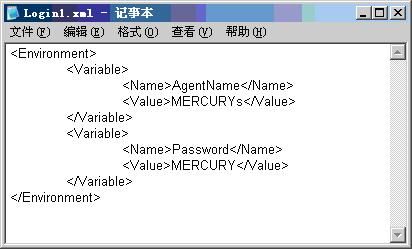 Login1.xml - 记事本
文件(F) 编辑(E) 格式(O) 查看(V) 帮助(H)
<Environment>
<Variable>
<Name>AgentName</Name>
<Value>MERCURYs</Value>
</Variable>
<Variable>
<Name>Password</Name>
<Value>MERCURY</Value>
</Variable>
</Environment>